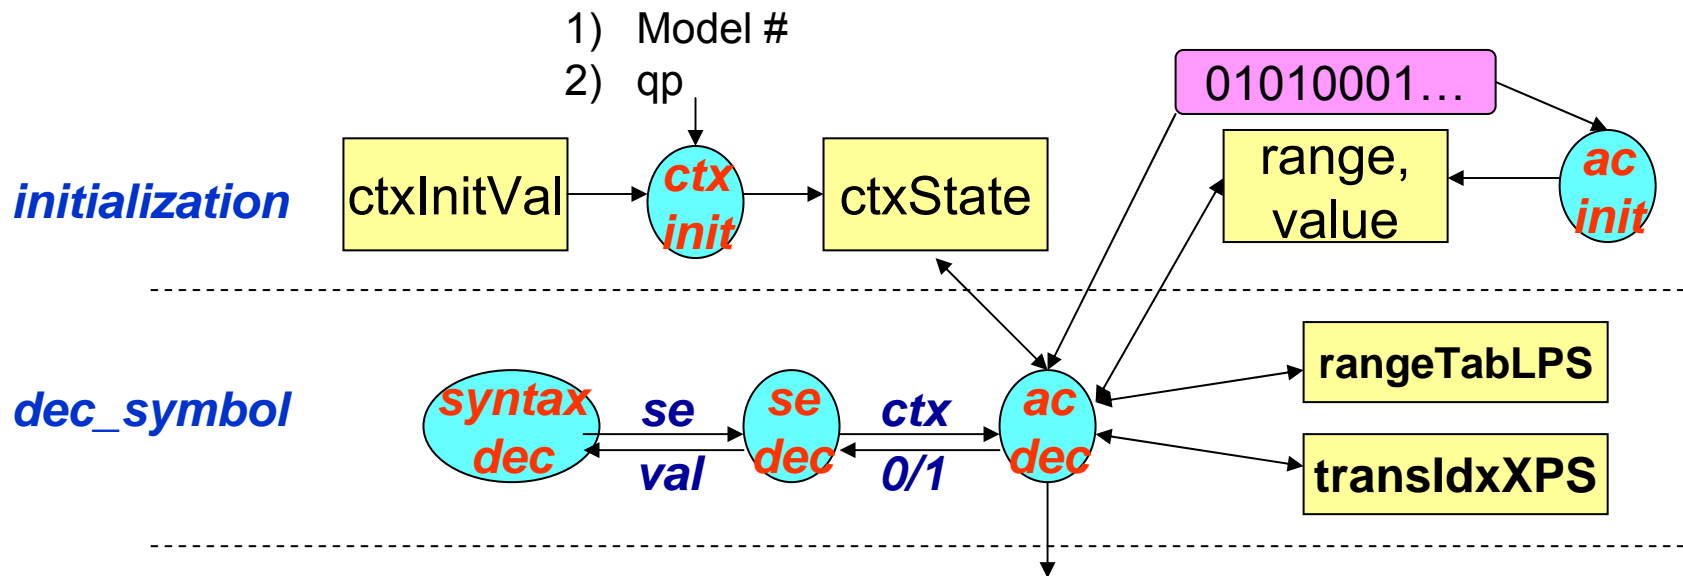 1) Model #
2) qp
01010001...
initialization
ctxInitVal
ctx
init
ctxState
range,
value
ac
init
dec_symbol
syntax
dec
se
val
se
dec
ctx
0/1
ac
dec
rangeTabLPS
transIdxXPS